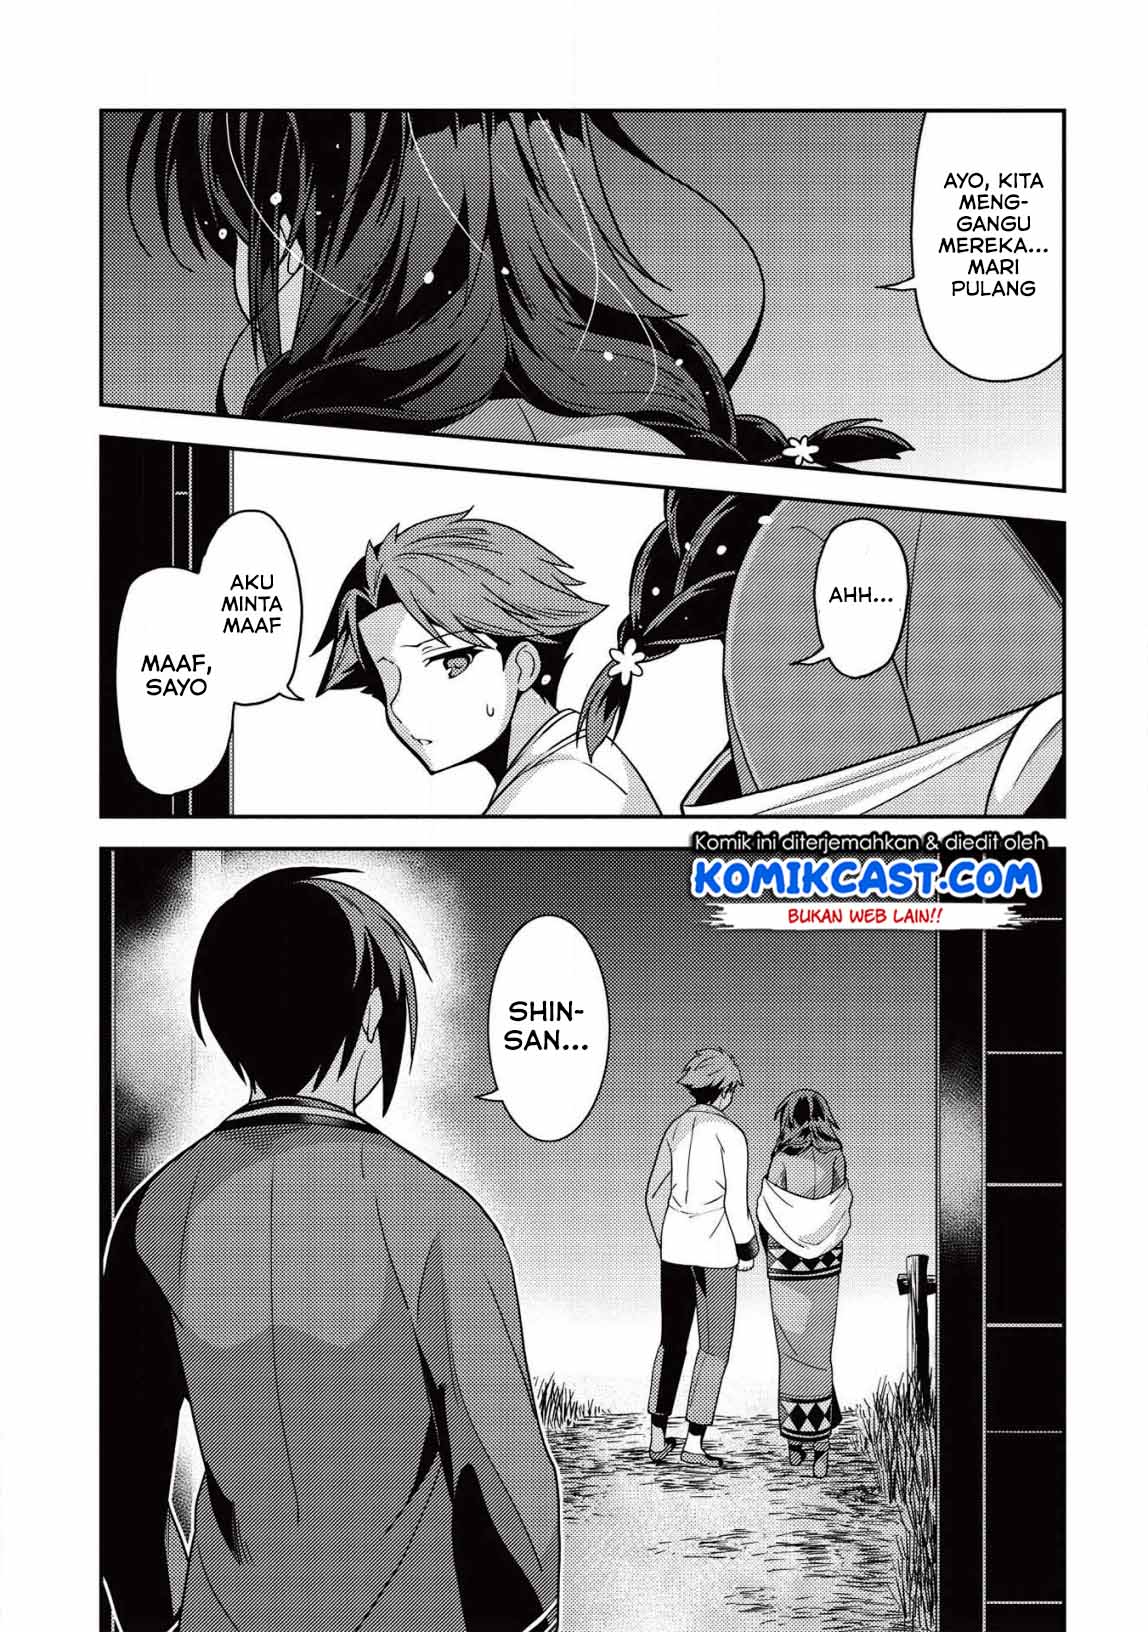 AYO, KITA
MENG-
GANGU
MEREKA...
MARI
PULANG
AHH...
AKU
MINTA
MAAF
MAAF,
SAYO
Komik ini diterjemahkan & diedit oleh
KOMIKCAST.COM
BUKAN WEB LAIN!!
SHIN-
SAN...